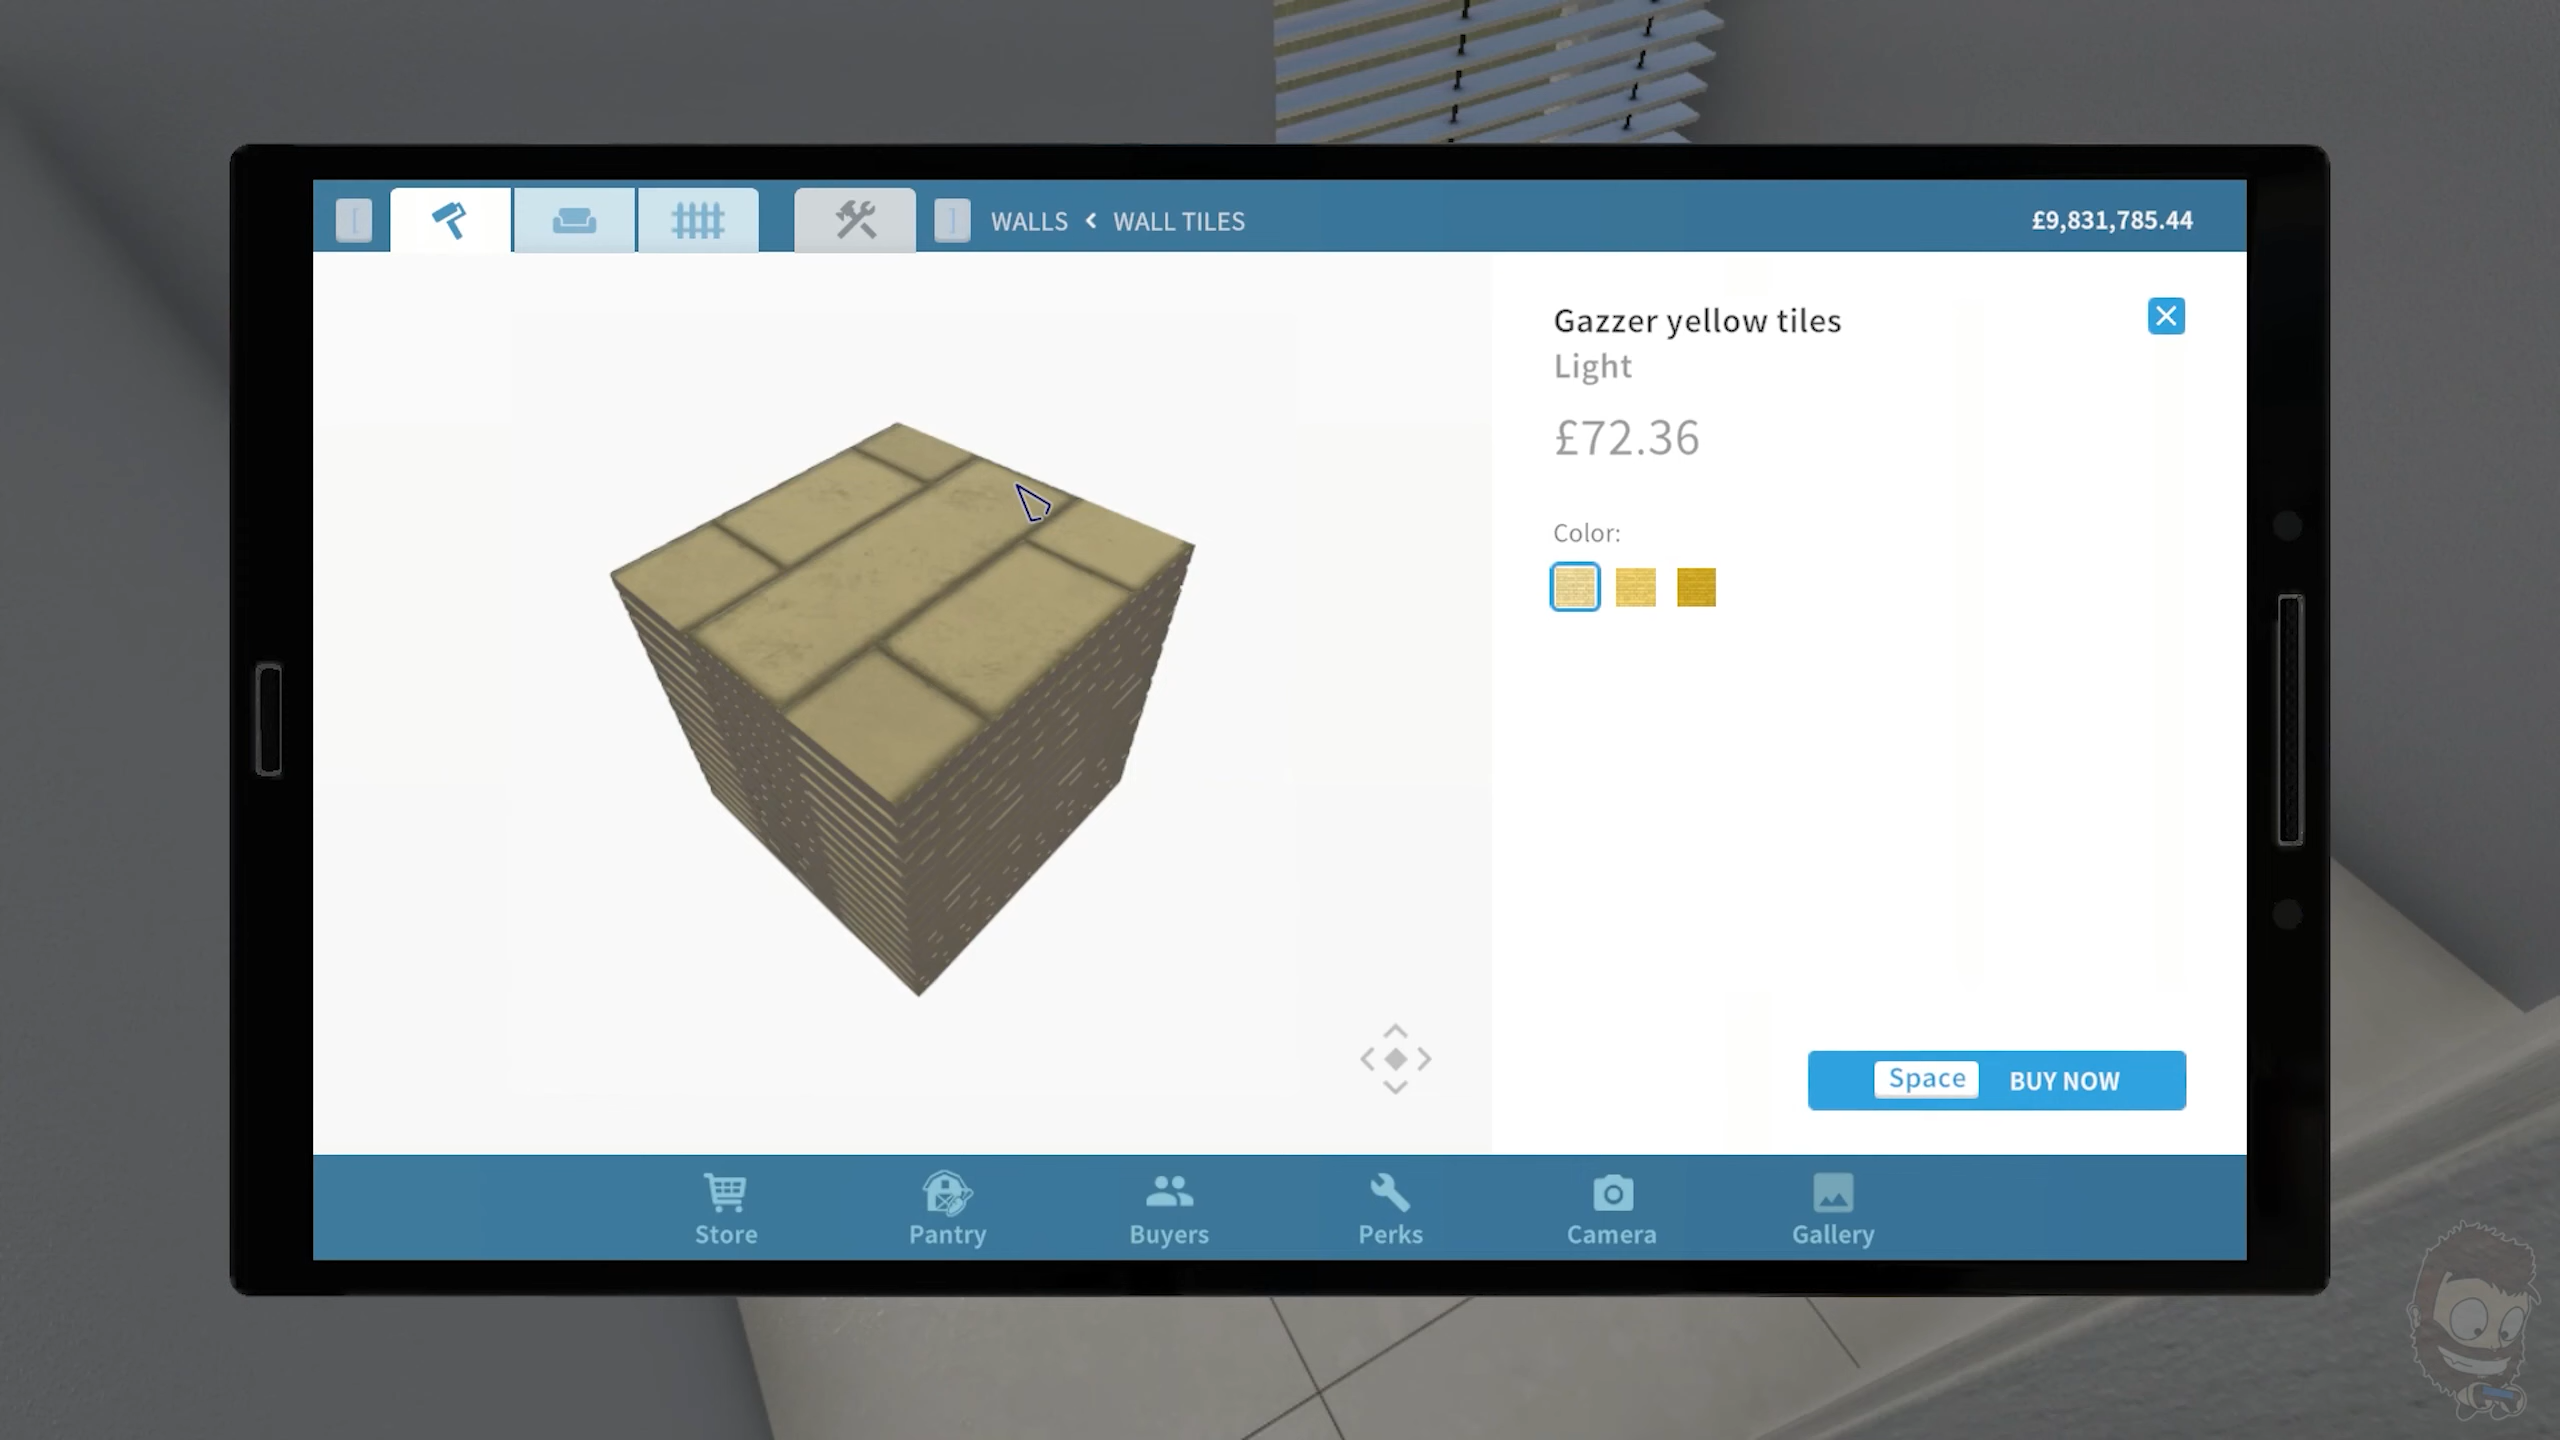 [
]
WALLS < WALL TILES
£9,831,785.44
Gazzer yellow tiles
Light
£72.36
Color:
Space BUY NOW
Store
Pantry
Buyers
Perks
Camera
Gallery